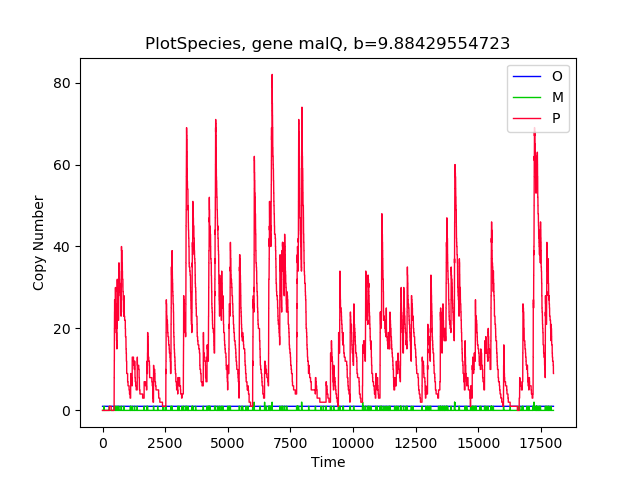 PlotSpecies, gene malQ, b=9.88429554723
O
M
P
80
60
40
20
0
Copy Number
0 2500 5000 7500 10000 12500 15000 17500
Time